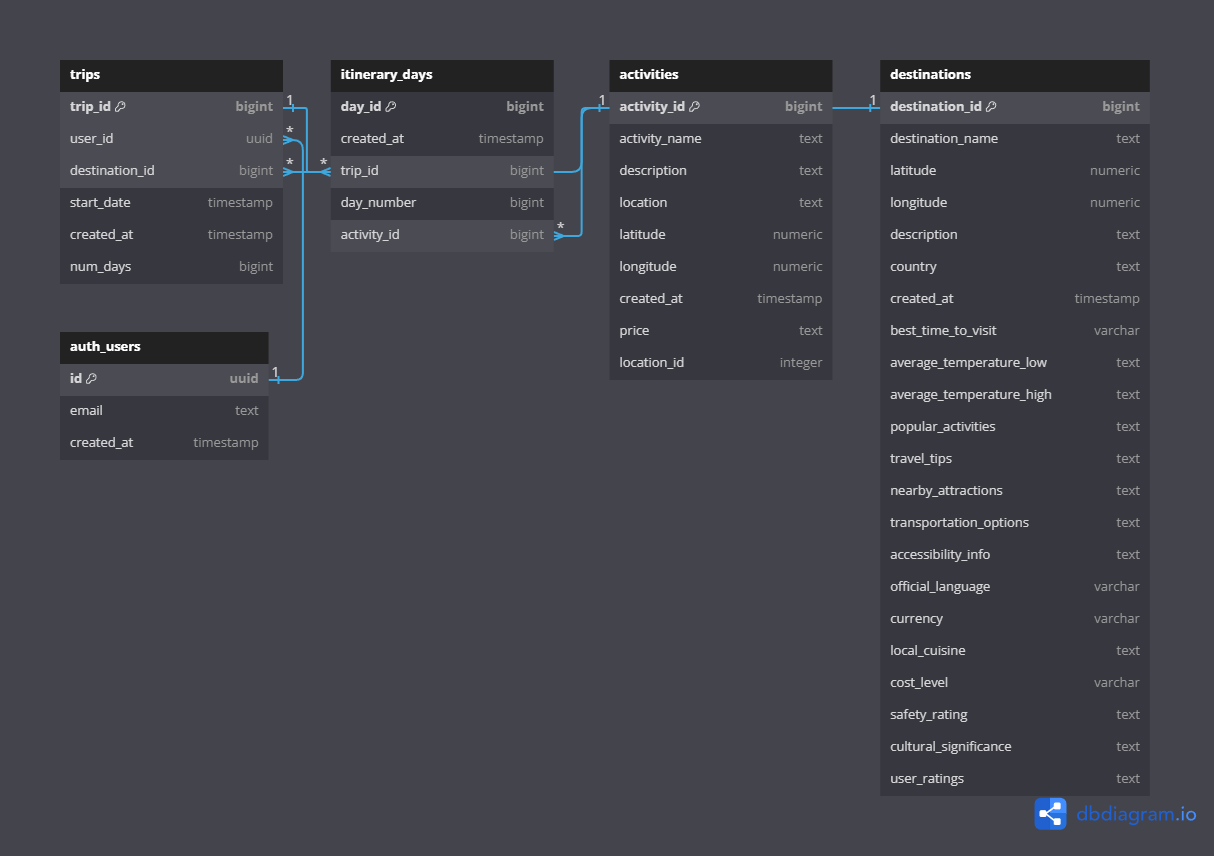 trips
trip_id bigint
user_id uuid
destination_id bigint
start_date timestamp
created_at timestamp
num_days bigint
1
*
*
auth_users
id uuid
email text
created_at timestamp
1
itinerary_days
day_id bigint
created_at timestamp
trip_id bigint
day_number bigint
activity_id bigint
*
*
activities
activity_id bigint
activity_name text
description text
location text
latitude numeric
longitude numeric
created_at timestamp
price text
location_id integer
1
destinations
destination_id bigint
destination_name text
latitude numeric
longitude numeric
description text
country text
created_at timestamp
best_time_to_visit varchar
average_temperature_low text
average_temperature_high text
popular_activities text
travel_tips text
nearby_attractions text
transportation_options text
accessibility_info text
official_language varchar
currency varchar
local_cuisine text
cost_level varchar
safety_rating text
cultural_significance text
user_ratings text
1
dbdiagram.io